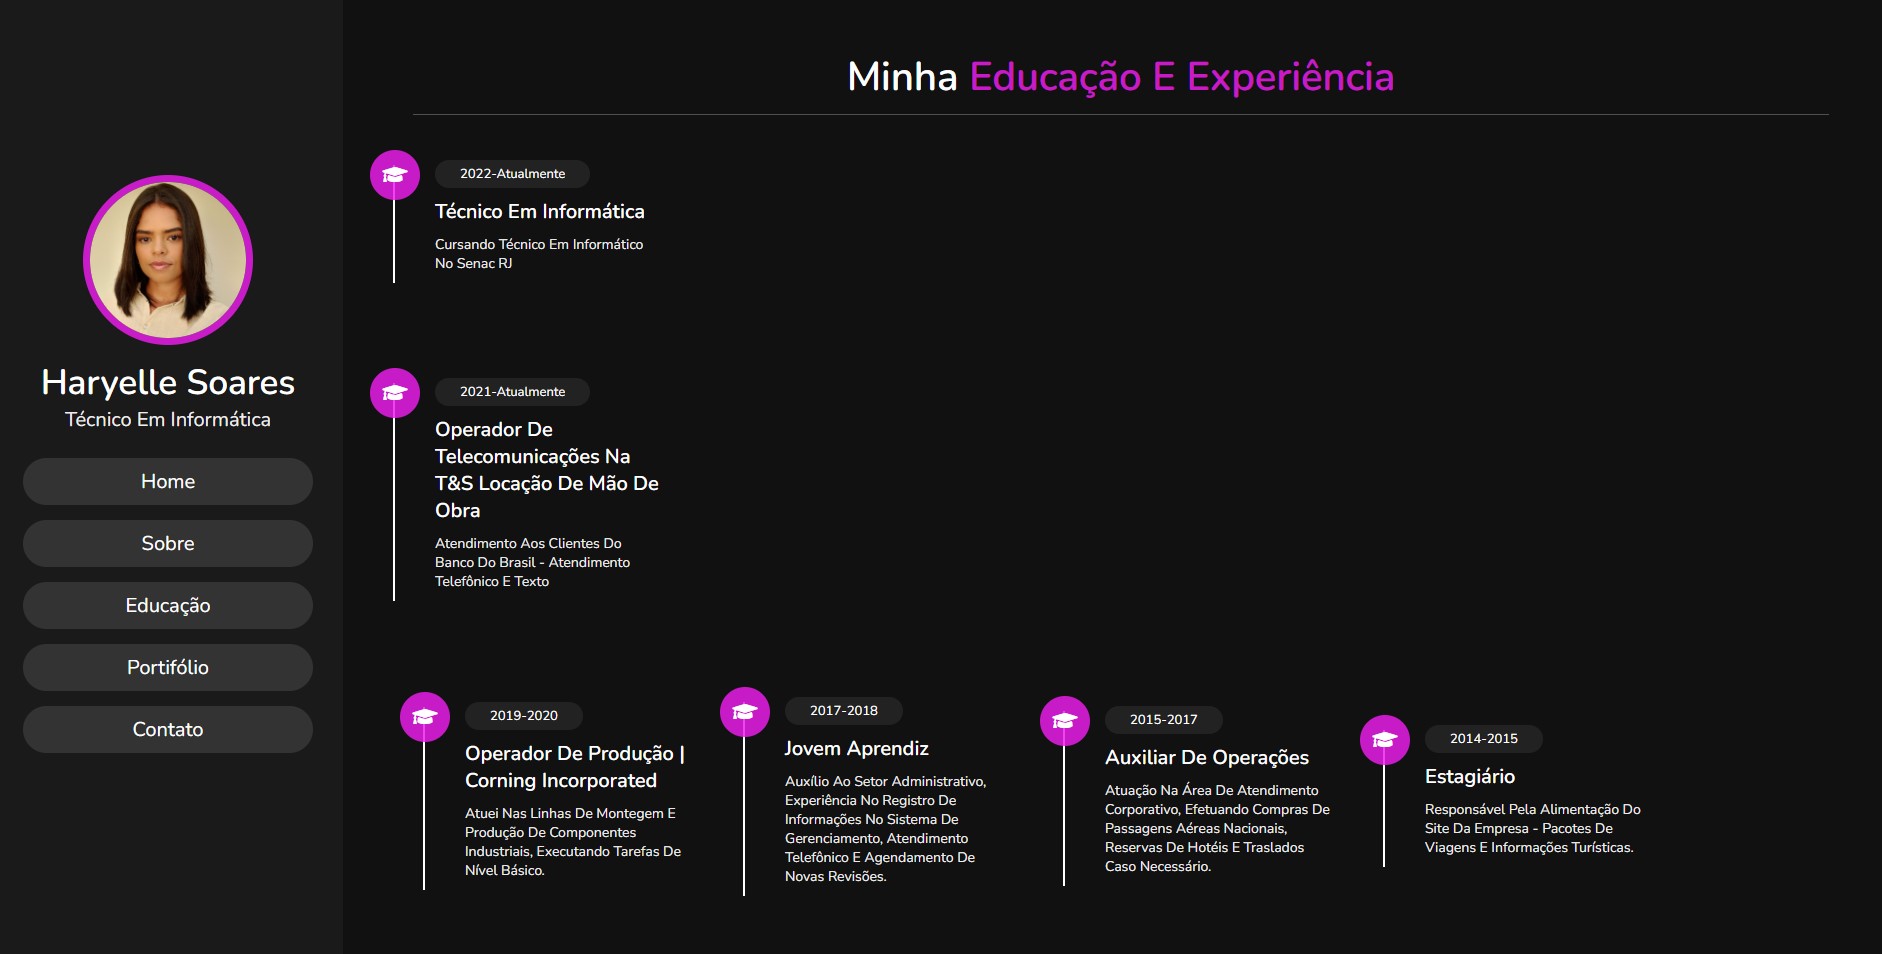 Haryelle Soares
Técnico Em Informática
Home
Sobre
Educação
Portifólio
Contato
Minha Educação E Experiência
2022-Atualmente
Técnico Em Informática
Cursando Técnico Em Informático
No Senac RJ
2021-Atualmente
Operador De
Telecomunicações Na
T&S Locação De Mão De
Obra
Atendimento Aos Clientes Do
Banco Do Brasil - Atendimento
Telefônico E Texto
2019-2020
Operador De Produção |
Corning Incorporated
Atuei Nas Linhas De Montegem E
Produção De Componentes
Industriais, Executando Tarefas De
Nível Básico.
2017-2018
Jovem Aprendiz
Auxílio Ao Setor Administrativo,
Experiência No Registro De
Informações No Sistema De
Gerenciamento, Atendimento
Telefônico E Agendamento De
Novas Revisões.
2015-2017
Auxiliar De Operações
Atuação Na Área De Atendimento
Corporativo, Efetuando Compras De
Passagens Aéreas Nacionais,
Reservas De Hotéis E Traslados
Caso Necessário.
2014-2015
Estagiário
Responsável Pela Alimentação Do
Site Da Empresa - Pacotes De
Viagens E Informações Turísticas.